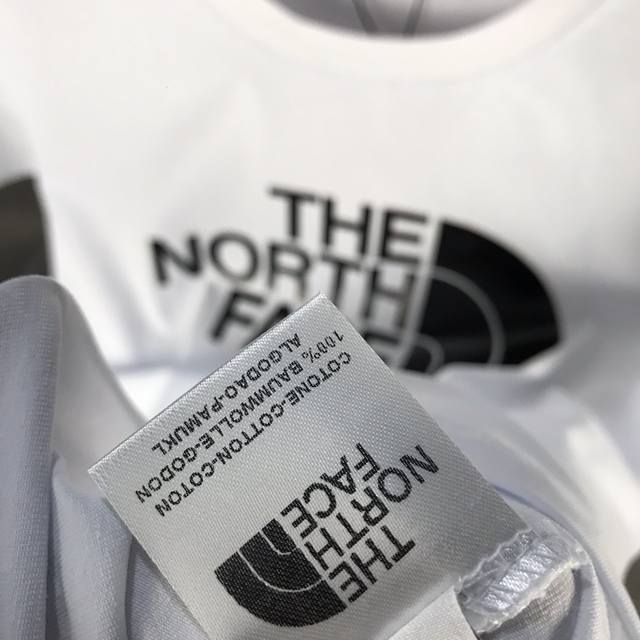 THE
NORTH
FACE
THE
NORTH
FACE
COTONE-COTTON-COTON
100% BAUMWOLLE-GODON
ALGODAO-PAMUKL